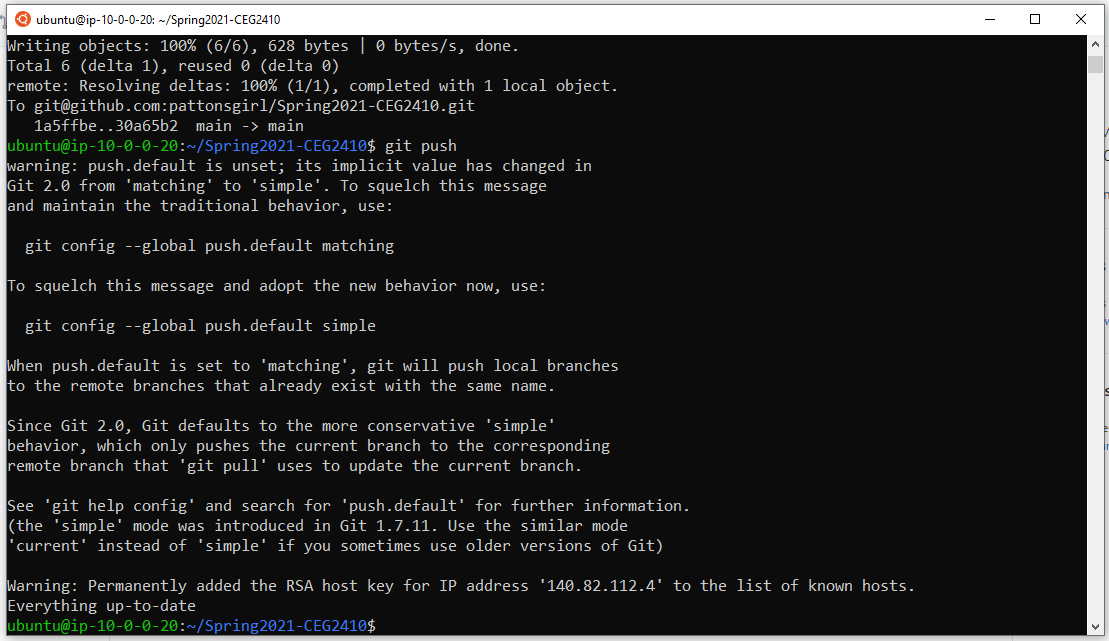 ubuntu@ip-10-0-0-20: ~/Spring2021-CEG2410
Writing objects: 100% (6/6), 628 bytes | 0 bytes/s, done.
Total 6 (delta 1), reused 0 (delta 0)
remote: Resolving deltas: 100% (1/1), completed with 1 local object.
To git@github.com:pattonsgirl/Spring2021-CEG2410.git
   1a5ffbe..30a65b2  main -> main
ubuntu@ip-10-0-0-20:~/Spring2021-CEG2410$ git push
warning: push.default is unset; its implicit value has changed in
Git 2.0 from 'matching' to 'simple'. To squelch this message
and maintain the traditional behavior, use:

  git config --global push.default matching

To squelch this message and adopt the new behavior now, use:

  git config --global push.default simple

When push.default is set to 'matching', git will push local branches
to the remote branches that already exist with the same name.

Since Git 2.0, Git defaults to the more conservative 'simple'
behavior, which only pushes the current branch to the corresponding
remote branch that 'git pull' uses to update the current branch.

See 'git help config' and search for 'push.default' for further information.
(the 'simple' mode was introduced in Git 1.7.11. Use the similar mode
'current' instead of 'simple' if you sometimes use older versions of Git)

Warning: Permanently added the RSA host key for IP address '140.82.112.4' to the list of known hosts.
Everything up-to-date
ubuntu@ip-10-0-0-20:~/Spring2021-CEG2410$